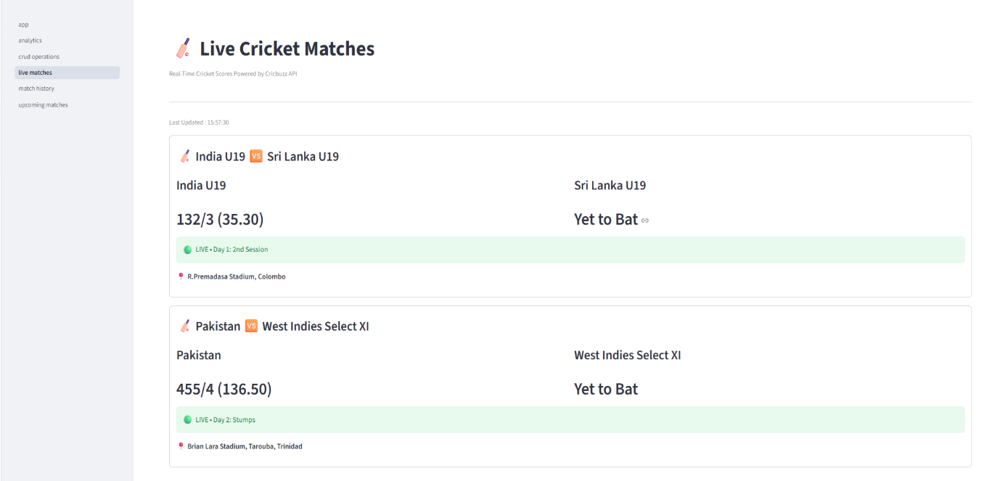 app
analytics
crud operations
live matches
match history
upcoming matches
Live Cricket Matches
Real-Time Cricket Scores Powered by Cricbuzz API
Last Updated : 15:57:30
India U19 VS Sri Lanka U19
India U19
Sri Lanka U19
132/3 (35.30)
Yet to Bat
LIVE • Day 1: 2nd Session
R.Premadasa Stadium, Colombo
Pakistan VS West Indies Select XI
Pakistan
West Indies Select XI
455/4 (136.50)
Yet to Bat
LIVE • Day 2: Stumps
Brian Lara Stadium, Tarouba, Trinidad